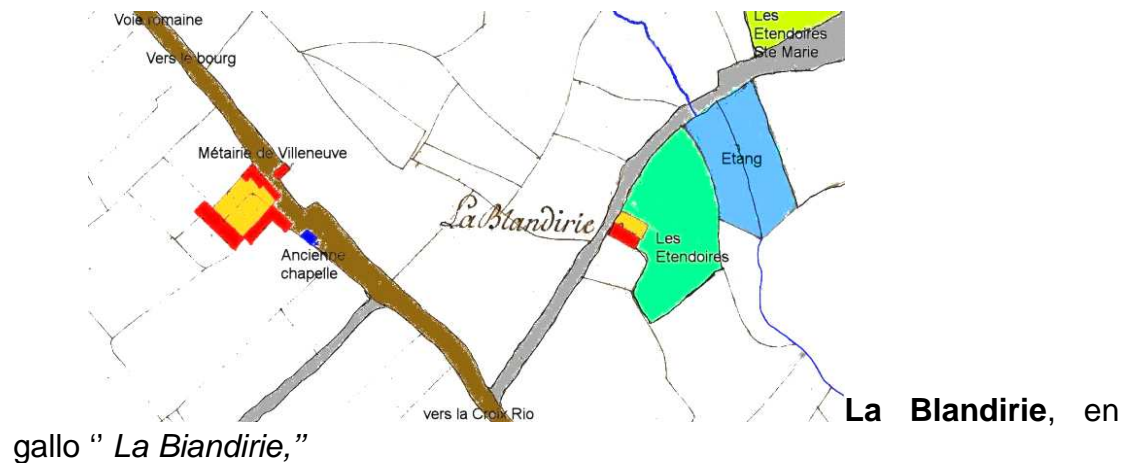 Voie romaine
Vers le bourg
Les
Etendoires
Ste Marie
Métairie de Villeneuve
Etang
La Blandirie
Les
Etendoires
Ancienne
chapelle
vers la Croix Rio
La Blandirie, en
gallo ‘’ La Biandirie,’’